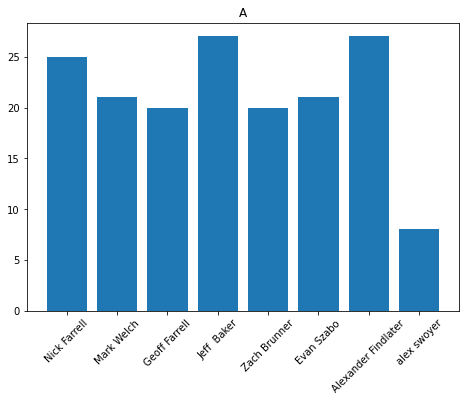 A
25
20
15
10
5
0
Nick Farrell
Mark Welch
Geoff Farrell
Jeff  Baker
Zach Brunner
Evan Szabo
Alexander Findlater
alex swoyer